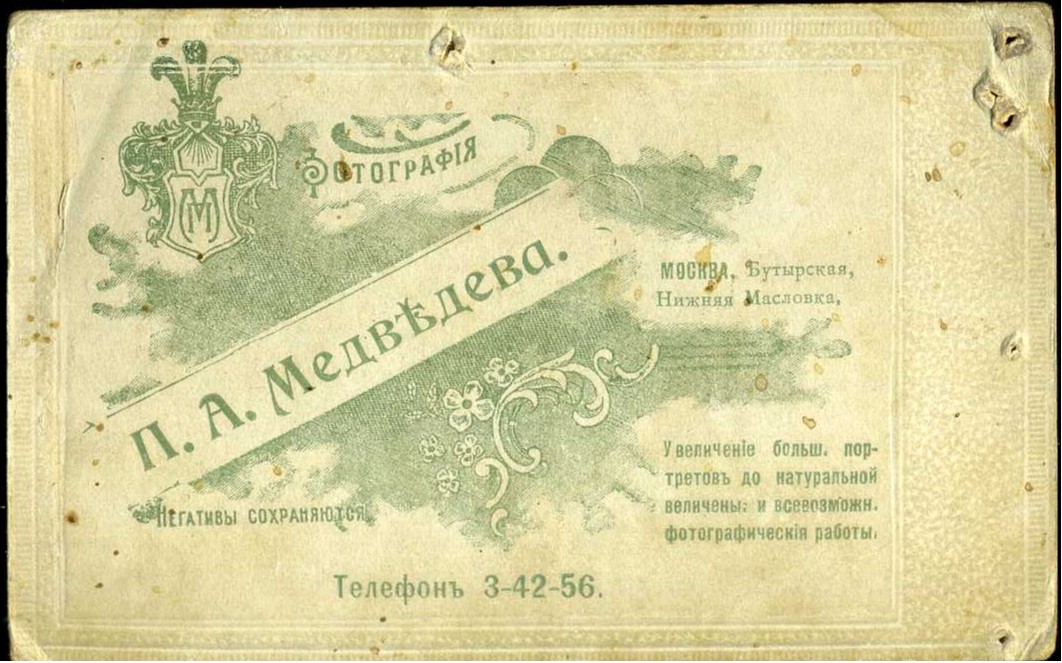 Фотографія
П. А. Медвѣдева.
МОСКВА, Бутырская,
Нижняя Масловка,
Увеличеніе больш. пор-
третовъ до натуральной
величены: и всевозможн.
фотографическія работы.
Негативы сохраняются.
Телефонъ 3-42-56.